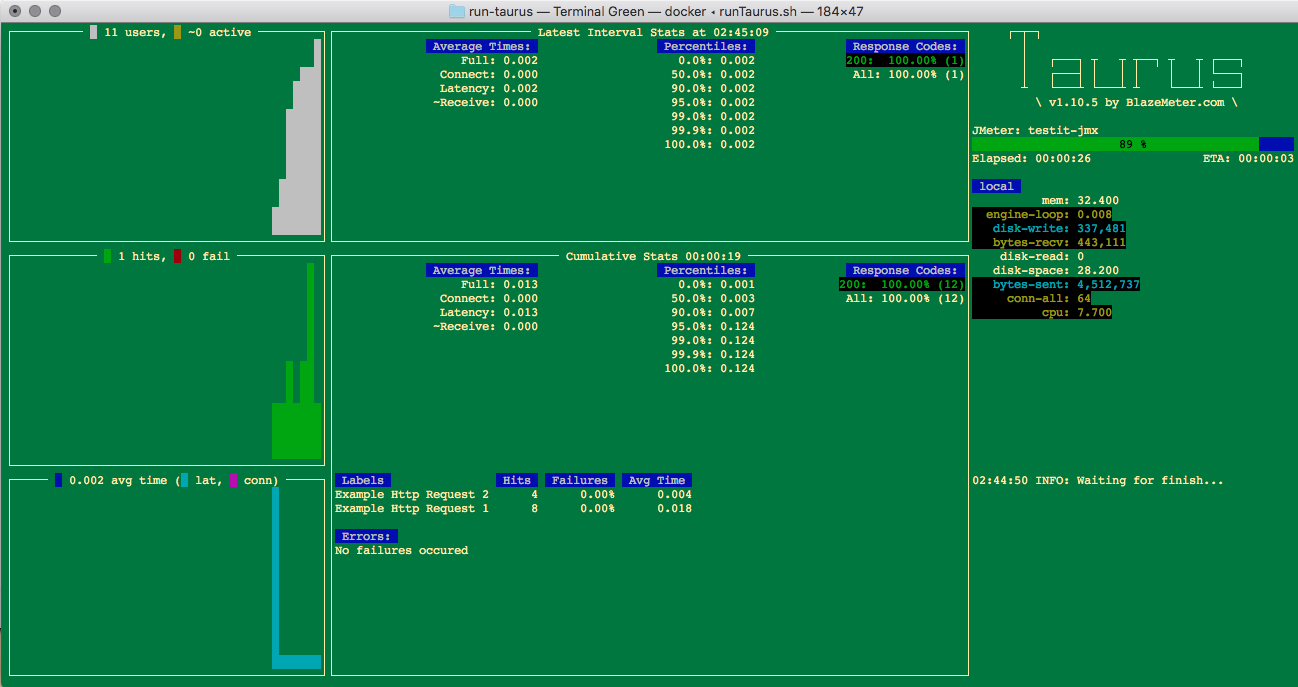 run-taurus — Terminal Green — docker ◂ runTaurus.sh — 184×47
11 users, ~0 active
Latest Interval Stats at 02:45:09
Average Times:
Full: 0.002
Connect: 0.000
Latency: 0.002
~Receive: 0.000
Percentiles:
0.0%: 0.002
50.0%: 0.002
90.0%: 0.002
95.0%: 0.002
99.0%: 0.002
99.9%: 0.002
100.0%: 0.002
Response Codes:
200: 100.00% (1)
All: 100.00% (1)
1 hits, 0 fail
Cumulative Stats 00:00:19
Average Times:
Full: 0.013
Connect: 0.000
Latency: 0.013
~Receive: 0.000
Percentiles:
0.0%: 0.001
50.0%: 0.003
90.0%: 0.007
95.0%: 0.124
99.0%: 0.124
99.9%: 0.124
100.0%: 0.124
Response Codes:
200: 100.00% (12)
All: 100.00% (12)
0.002 avg time ( lat, conn)
Labels Hits Failures Avg Time
Example Http Request 2 4 0.00% 0.004
Example Http Request 1 8 0.00% 0.018
Errors:
No failures occured
Taurus
\ v1.10.5 by BlazeMeter.com \
JMeter: testit-jmx
89 %
Elapsed: 00:00:26 ETA: 00:00:03
local
mem: 32.400
engine-loop: 0.008
disk-write: 337,481
bytes-recv: 443,111
disk-read: 0
disk-space: 28.200
bytes-sent: 4,512,737
conn-all: 64
cpu: 7.700
02:44:50 INFO: Waiting for finish...